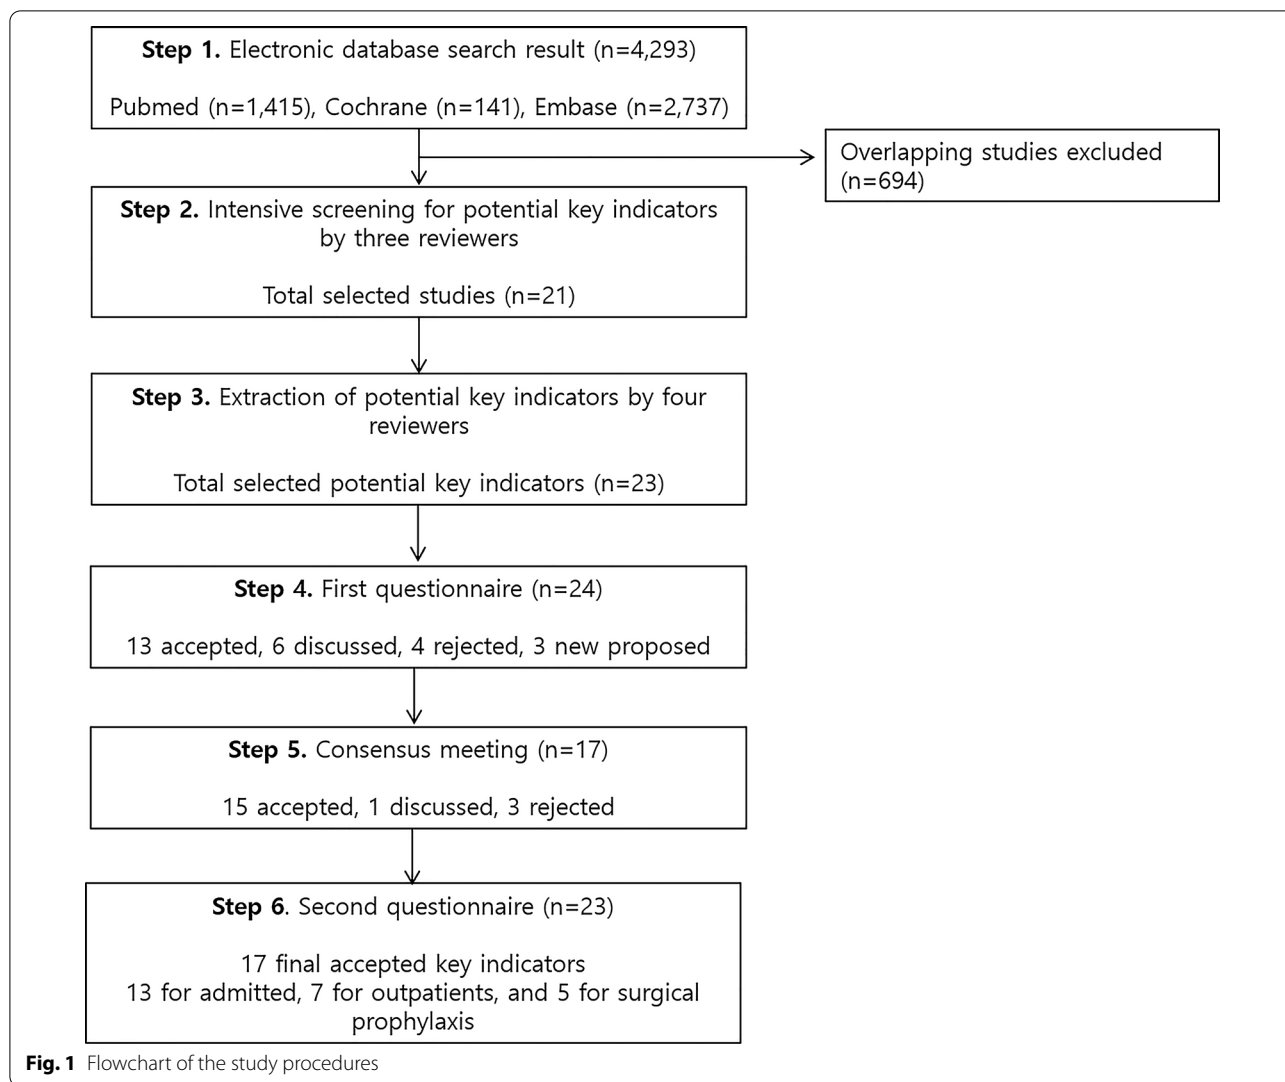 Step 1. Electronic database search result (n=4,293)
Pubmed (n=1,415), Cochrane (n=141), Embase (n=2,737)
Overlapping studies excluded
(n=694)
Step 2. Intensive screening for potential key indicators
by three reviewers
Total selected studies (n=21)
Step 3. Extraction of potential key indicators by four
reviewers
Total selected potential key indicators (n=23)
Step 4. First questionnaire (n=24)
13 accepted, 6 discussed, 4 rejected, 3 new proposed
Step 5. Consensus meeting (n=17)
15 accepted, 1 discussed, 3 rejected
Step 6. Second questionnaire (n=23)
17 final accepted key indicators
13 for admitted, 7 for outpatients, and 5 for surgical
prophylaxis
Fig. 1 Flowchart of the study procedures